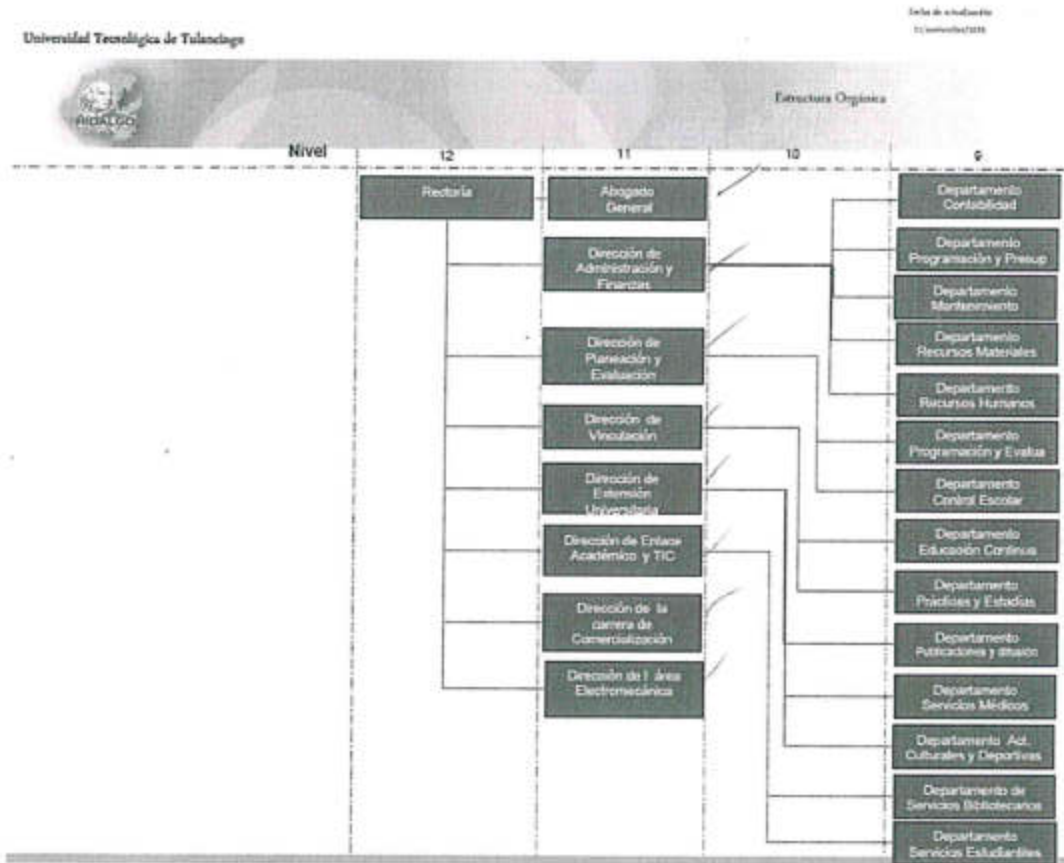 Universidad Tecnológica de Tulancingo
HIDALGO
Estructura Orgánica
Nivel 12 11 10 9
Rectoría
Abogado
General
Dirección de
Administración y
Finanzas
Dirección de
Planeación y
Evaluación
Dirección de
Vinculación
Dirección de
Extensión
Universitaria
Dirección de Enlace
Académico y TIC
Dirección de la
carrera de
Comercialización
Dirección de l área
Electromecánica
Departamento
Contabilidad
Departamento
Programación y Presup
Departamento
Mantenimiento
Departamento
Recursos Materiales
Departamento
Recursos Humanos
Departamento
Programación y Evalua
Departamento
Control Escolar
Departamento
Educación Continua
Departamento
Prácticas y Estadías
Departamento
Publicaciones y difusión
Departamento
Servicios Médicos
Departamento Act.
Culturales y Deportivas
Departamento de
Servicios Bibliotecarios
Departamento
Servicios Estudiantiles